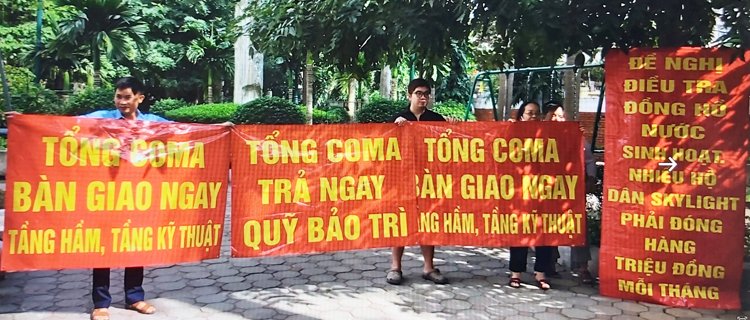 TỔNG COMA
BÀN GIAO NGAY
TẦNG HẦM, TẦNG KỸ THUẬT
TỔNG COMA
TRẢ NGAY
QUỸ BẢO TRÌ
TỔNG COMA
BÀN GIAO NGAY
TẦNG HẦM, TẦNG KỸ THUẬT
ĐỀ NGHỊ
ĐIỀU TRA
ĐỒNG HỒ
NƯỚC
SINH HOẠT.
NHIỀU HỘ
DÂN SKYLIGHT
PHẢI ĐÓNG
HÀNG
TRIỆU ĐỒNG
MỖI THÁNG